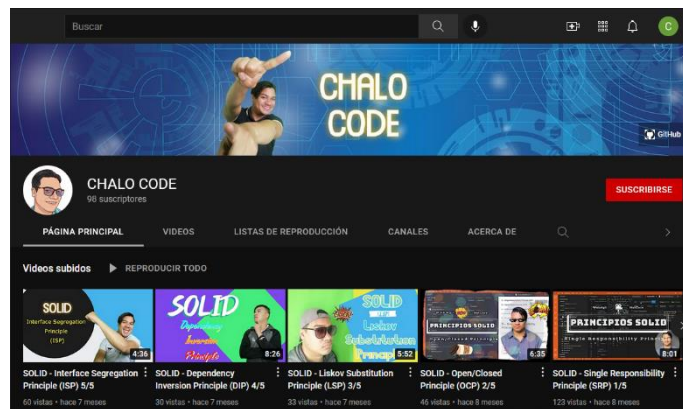 Buscar
C
CHALO
CODE
GitHub
CHALO CODE
98 suscriptores
SUSCRIBIRSE
PÁGINA PRINCIPAL VIDEOS LISTAS DE REPRODUCCIÓN CANALES ACERCA DE
Videos subidos REPRODUCIR TODO
SOLID
Interface Segregation
Principle
(ISP)
4:36
SOLID
Dependency
Inversion
Principle
8:26
SOLID
Liskov
Substitution
Principle
5:52
PRINCIPIOS SOLID
6:35
PRINCIPIOS SOLID
Single Responsibility
8:01
SOLID - Interface Segregation
Principle (ISP) 5/5
60 vistas • hace 7 meses
SOLID - Dependency
Inversion Principle (DIP) 4/5
30 vistas • hace 7 meses
SOLID - Liskov Substitution
Principle (LSP) 3/5
33 vistas • hace 7 meses
SOLID - Open/Closed
Principle (OCP) 2/5
46 vistas • hace 8 meses
SOLID - Single Responsibility
Principle (SRP) 1/5
123 vistas • hace 8 meses